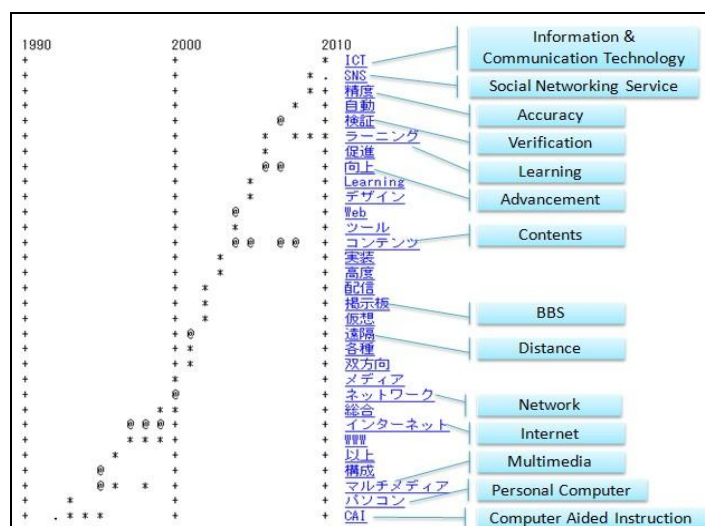 1990 2000 2010
+ + * ICT
+ + * . SNS
+ + * + 精度
+ + * + 自動
+ + @ + 検証
+ + * * * * ラーニング
+ + * + 促進
+ + @ @ + 向上
+ + * + Learning
+ + * + デザイン
+ + @ + Web
+ + * + ツール
+ + @ @ @ @ + コンテンツ
+ + * + 実装
+ + * + 高度
+ + * + 配信
+ + * + 掲示板
+ + * + 仮想
+ + @ + 遠隔
+ + * + 各種
+ + * + 双方向
+ * + メディア
+ @ + ネットワーク
+ * * + 総合
+ @ @ @ + + インターネット
+ * * * + + WWW
+ * + + 以上
+ @ + + 構成
+ @ * * + + マルチメディア
+ * + + パソコン
+ . * * * + + CAI
Information &
Communication Technology
Social Networking Service
Accuracy
Verification
Learning
Advancement
Contents
BBS
Distance
Network
Internet
Multimedia
Personal Computer
Computer Aided Instruction